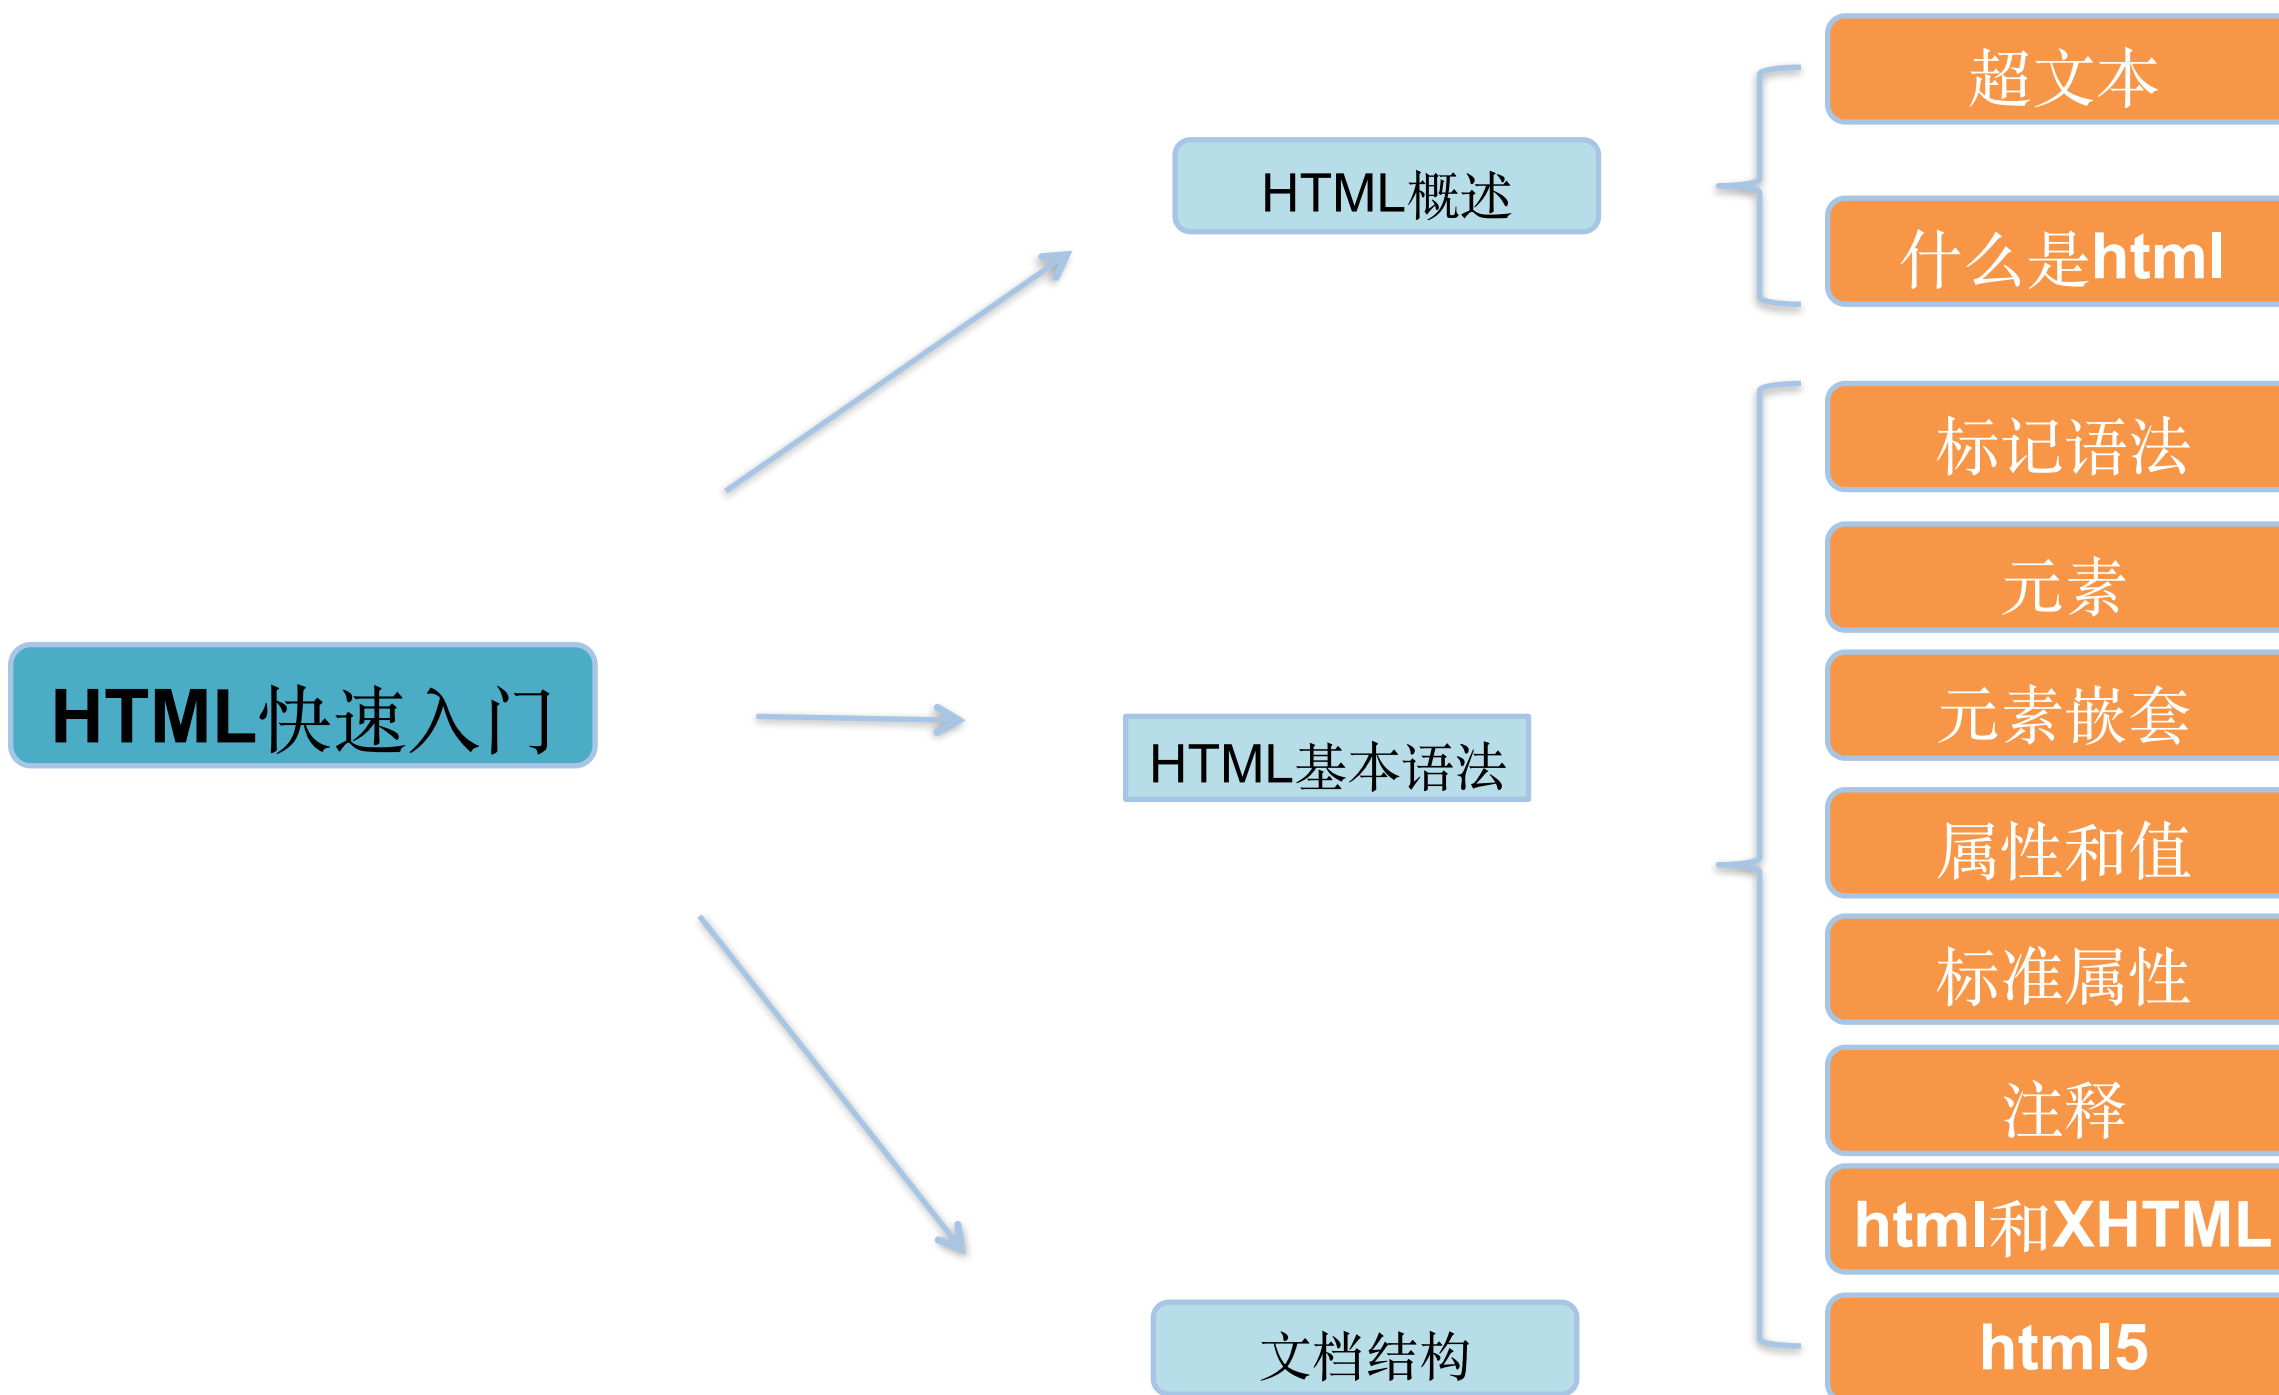 HTML快速入门
HTML概述
超文本
什么是html
HTML基本语法
标记语法
元素
元素嵌套
属性和值
标准属性
注释
html和XHTML
html5
文档结构